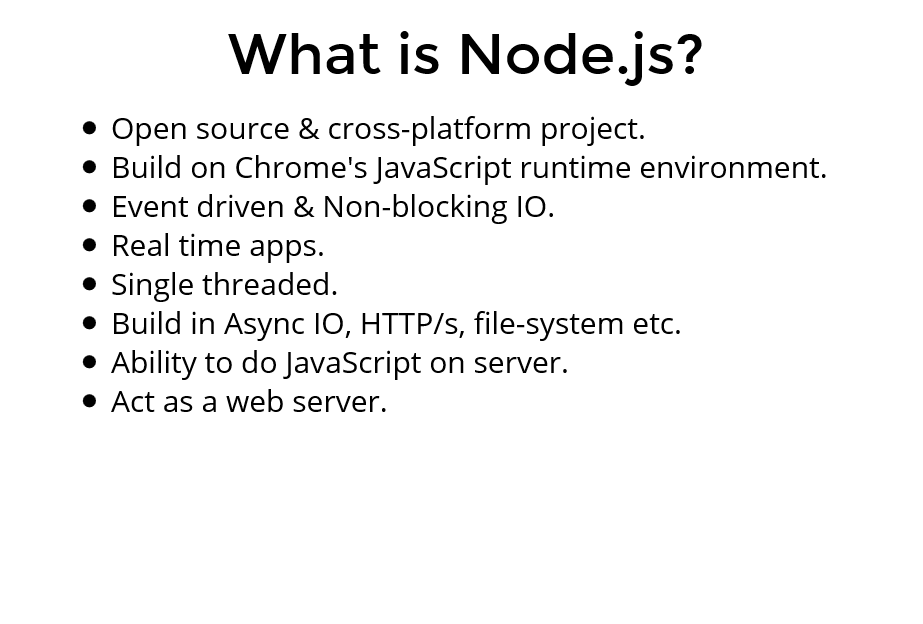 What is Node.js?
• Open source & cross-platform project.
• Build on Chrome's JavaScript runtime environment.
• Event driven & Non-blocking IO.
• Real time apps.
• Single threaded.
• Build in Async IO, HTTP/s, file-system etc.
• Ability to do JavaScript on server.
• Act as a web server.